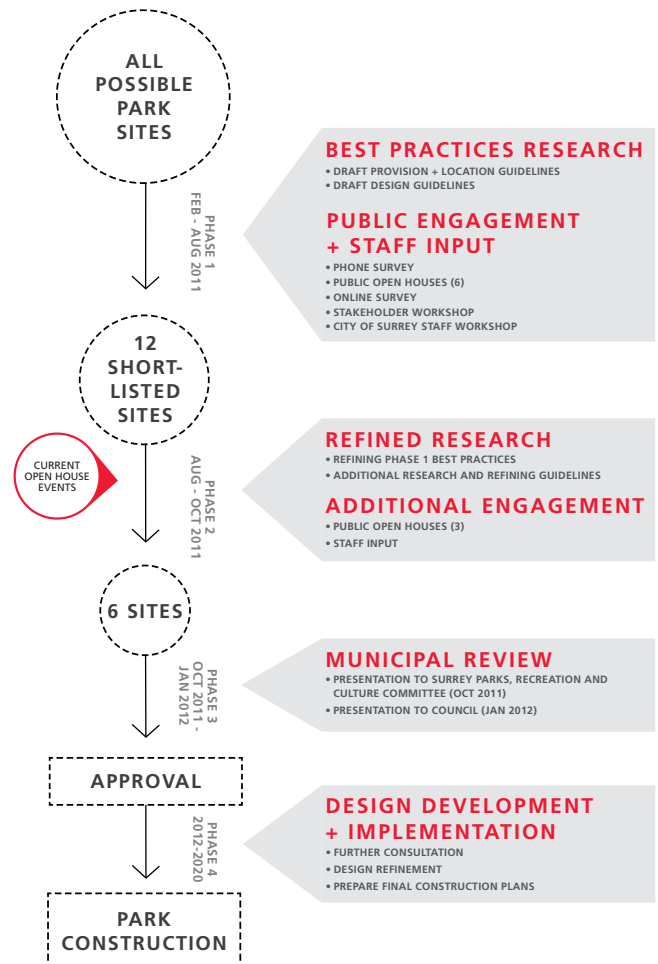 ALL
POSSIBLE
PARK
SITES
PHASE 1
FEB - AUG 2011
BEST PRACTICES RESEARCH
• DRAFT PROVISION + LOCATION GUIDELINES
• DRAFT DESIGN GUIDELINES
PUBLIC ENGAGEMENT
+ STAFF INPUT
• PHONE SURVEY
• PUBLIC OPEN HOUSES (6)
• ONLINE SURVEY
• STAKEHOLDER WORKSHOP
• CITY OF SURREY STAFF WORKSHOP
12
SHORT-
LISTED
SITES
CURRENT
OPEN HOUSE
EVENTS
PHASE 2
AUG - OCT 2011
REFINED RESEARCH
• REFINING PHASE 1 BEST PRACTICES
• ADDITIONAL RESEARCH AND REFINING GUIDELINES
ADDITIONAL ENGAGEMENT
• PUBLIC OPEN HOUSES (3)
• STAFF INPUT
6 SITES
PHASE 3
OCT 2011 -
JAN 2012
MUNICIPAL REVIEW
• PRESENTATION TO SURREY PARKS, RECREATION AND
CULTURE COMMITTEE (OCT 2011)
• PRESENTATION TO COUNCIL (JAN 2012)
APPROVAL
PHASE 4
2012-2020
DESIGN DEVELOPMENT
+ IMPLEMENTATION
• FURTHER CONSULTATION
• DESIGN REFINEMENT
• PREPARE FINAL CONSTRUCTION PLANS
PARK
CONSTRUCTION